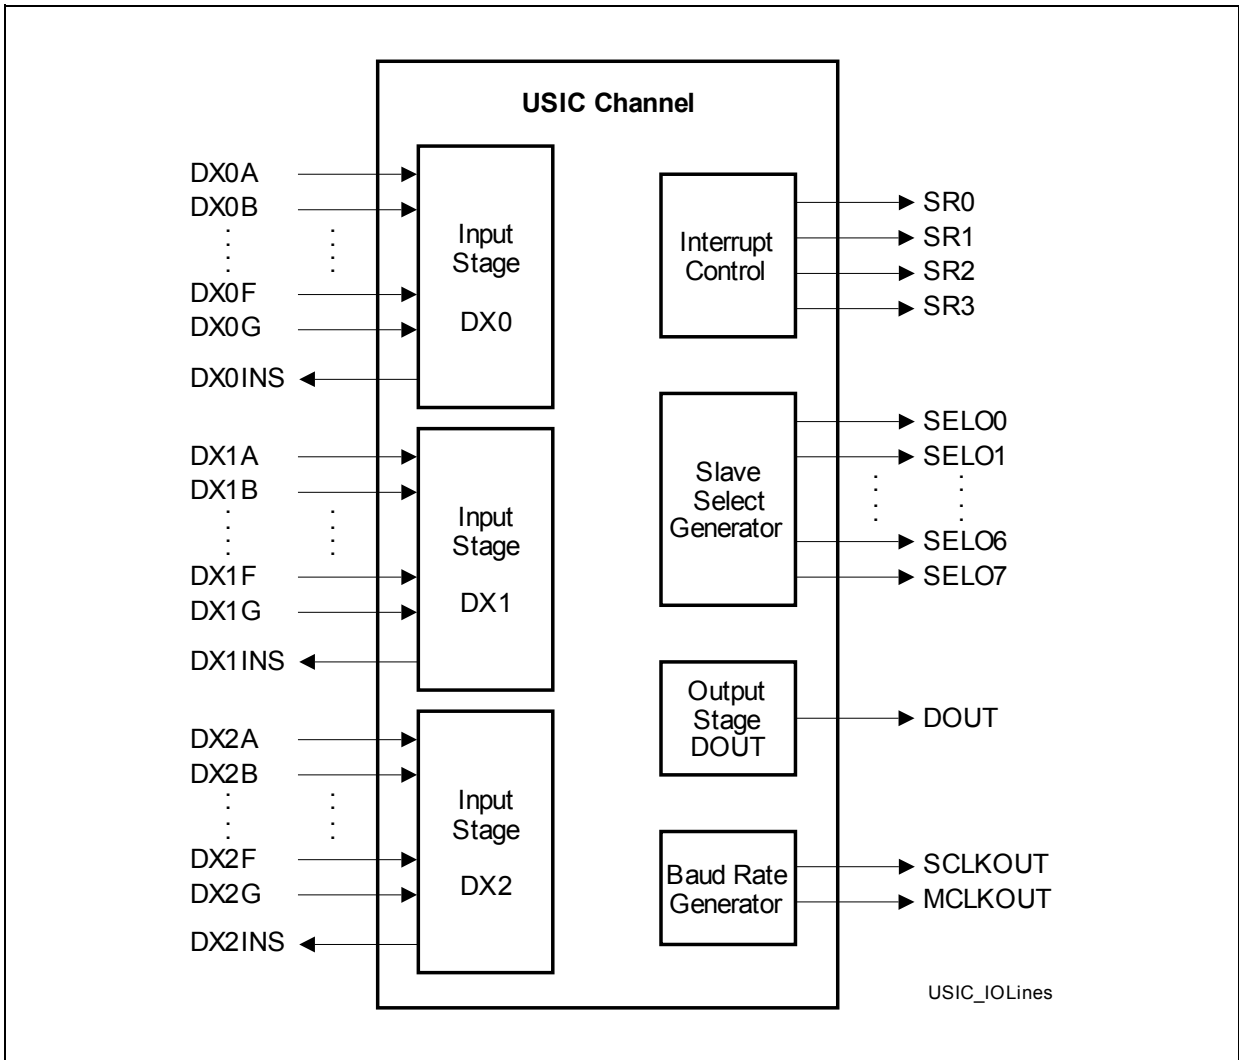 USIC Channel
DX0A
DX0B
DX0F
DX0G
DX0INS
Input
Stage
DX0
DX1A
DX1B
DX1F
DX1G
DX1INS
Input
Stage
DX1
DX2A
DX2B
DX2F
DX2G
DX2INS
Input
Stage
DX2
Interrupt
Control
SR0
SR1
SR2
SR3
Slave
Select
Generator
SELO0
SELO1
SELO6
SELO7
Output
Stage
DOUT
DOUT
Baud Rate
Generator
SCLKOUT
MCLKOUT
USIC_IOLines